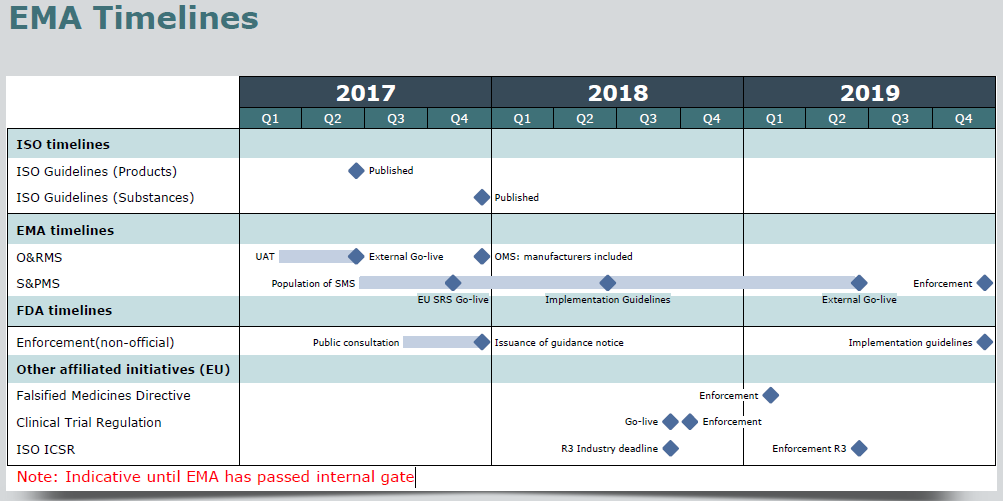 EMA Timelines
2017 2018 2019
Q1 Q2 Q3 Q4 Q1 Q2 Q3 Q4 Q1 Q2 Q3 Q4
ISO timelines
ISO Guidelines (Products) Published
ISO Guidelines (Substances) Published
EMA timelines
O&RMS UAT External Go-live OMS: manufacturers included
S&PMS Population of SMS Enforcement
EU SRS Go-live Implementation Guidelines External Go-live
FDA timelines
Enforcement(non-official) Public consultation Issuance of guidance notice Implementation guidelines
Other affiliated initiatives (EU)
Falsified Medicines Directive Enforcement
Clinical Trial Regulation Go-live Enforcement
ISO ICSR R3 Industry deadline Enforcement R3
Note: Indicative until EMA has passed internal gate